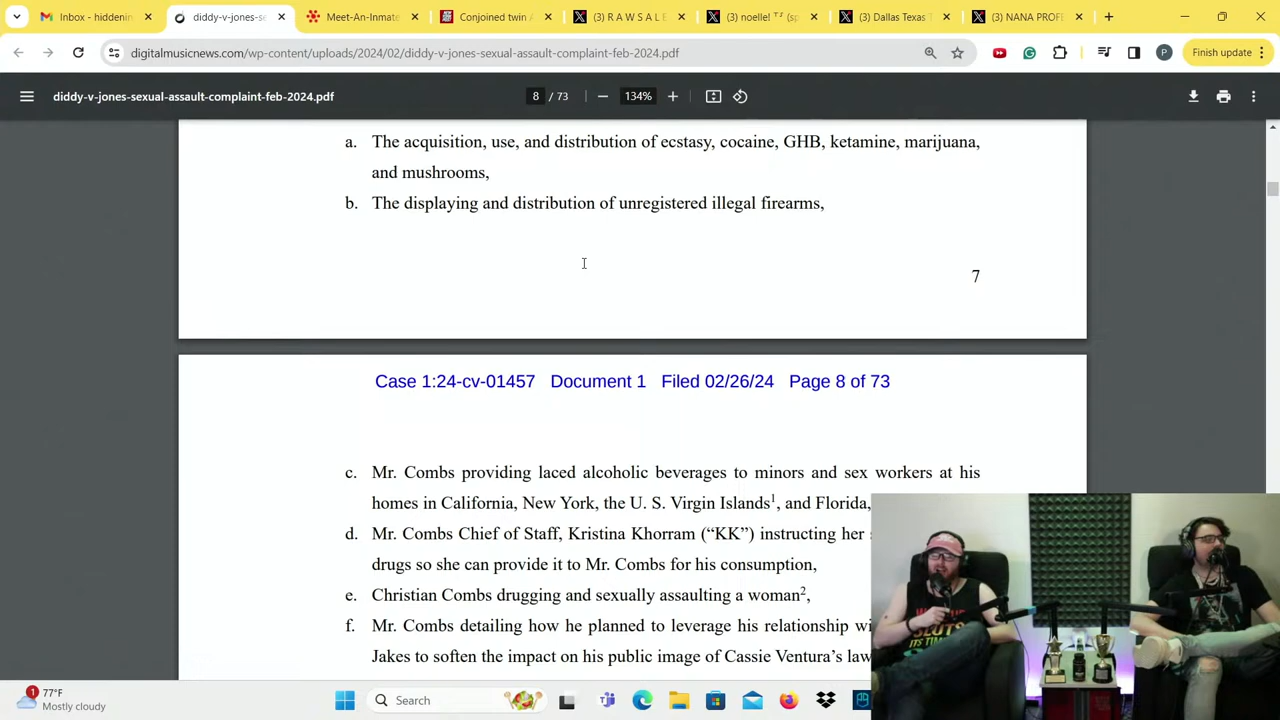 Inbox - hiddenin
diddy-v-jones-se
Meet-An-Inmate
Conjoined twin
(3) R A W S A L E
(3) noelle! ᵀˢ (sp
(3) Dallas Texas T
(3) NANA PROFE
digitalmusicnews.com/wp-content/uploads/2024/02/diddy-v-jones-sexual-assault-complaint-feb-2024.pdf
P
Finish update
diddy-v-jones-sexual-assault-complaint-feb-2024.pdf
8 / 73
134%
a. The acquisition, use, and distribution of ecstasy, cocaine, GHB, ketamine, marijuana,
and mushrooms,
b. The displaying and distribution of unregistered illegal firearms,
7
Case 1:24-cv-01457 Document 1 Filed 02/26/24 Page 8 of 73
c. Mr. Combs providing laced alcoholic beverages to minors and sex workers at his
homes in California, New York, the U. S. Virgin Islands¹, and Florida,
d. Mr. Combs Chief of Staff, Kristina Khorram (“KK”) instructing her
drugs so she can provide it to Mr. Combs for his consumption,
e. Christian Combs drugging and sexually assaulting a woman²,
f. Mr. Combs detailing how he planned to leverage his relationship
Jakes to soften the impact on his public image of Cassie Ventura’s
SLUTS
1
77°F
Mostly cloudy
Search